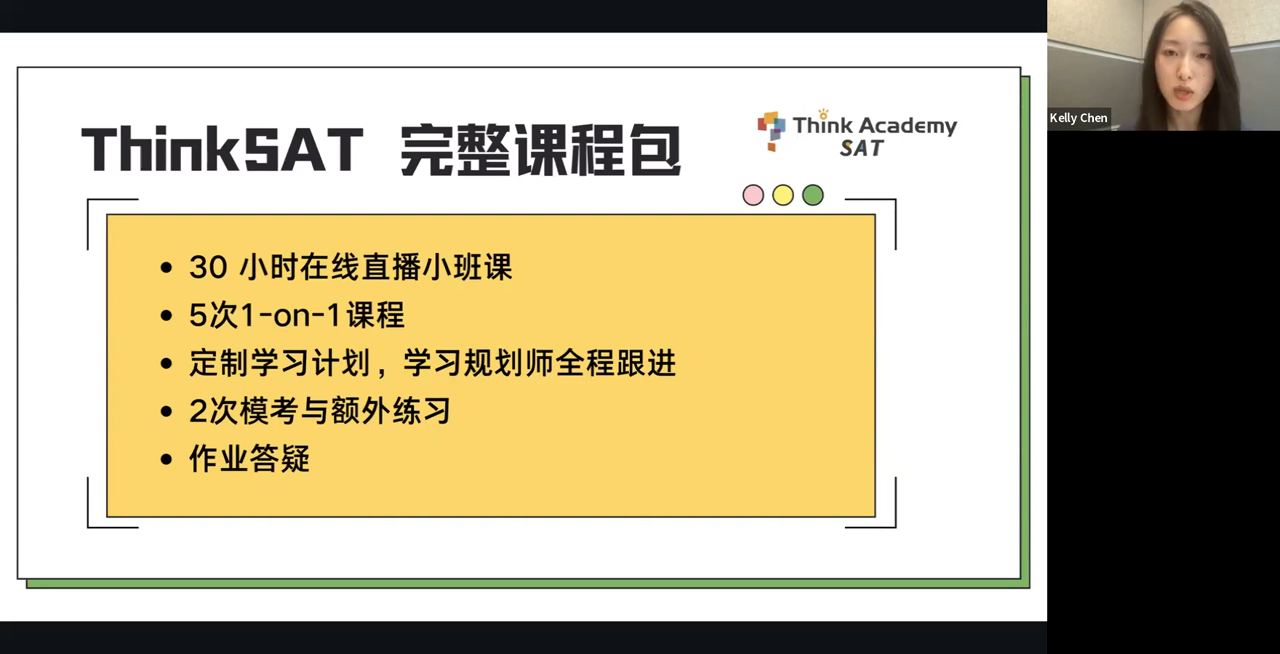 ThinkSAT 完整课程包
Think Academy
SAT
30 小时在线直播小班课
5次1-on-1课程
定制学习计划，学习规划师全程跟进
2次模考与额外练习
作业答疑
Kelly Chen